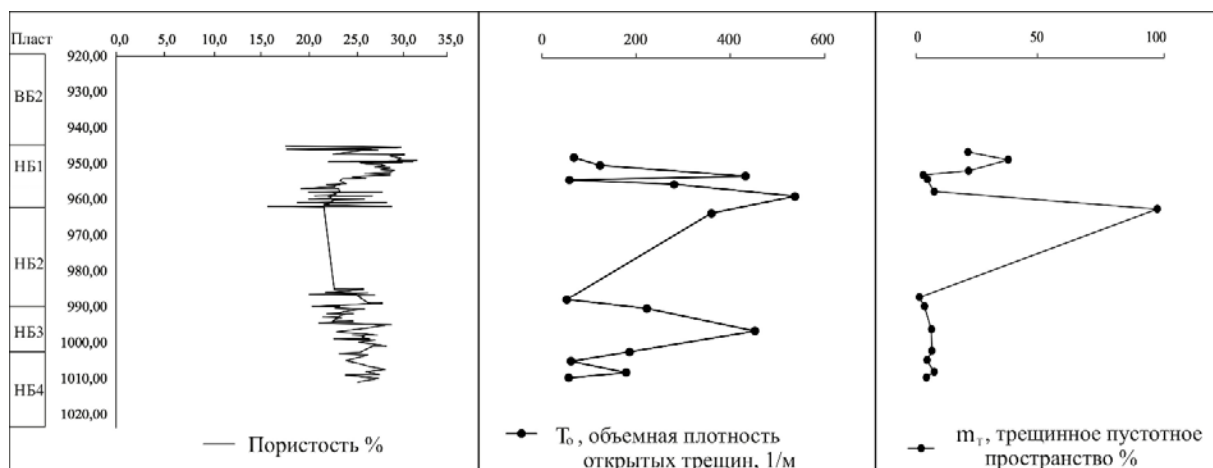 Пласт
0,0 5,0 10,0 15,0 20,0 25,0 30,0 35,0
0 200 400 600
0 50 100
920,00
930,00
ВБ2
940,00
950,00
НБ1
960,00
970,00
НБ2
980,00
990,00
НБ3
1000,00
НБ4
1010,00
1020,00
Пористость %
Tₒ, объемная плотность
открытых трещин, 1/м
mт, трещинное пустотное
пространство %